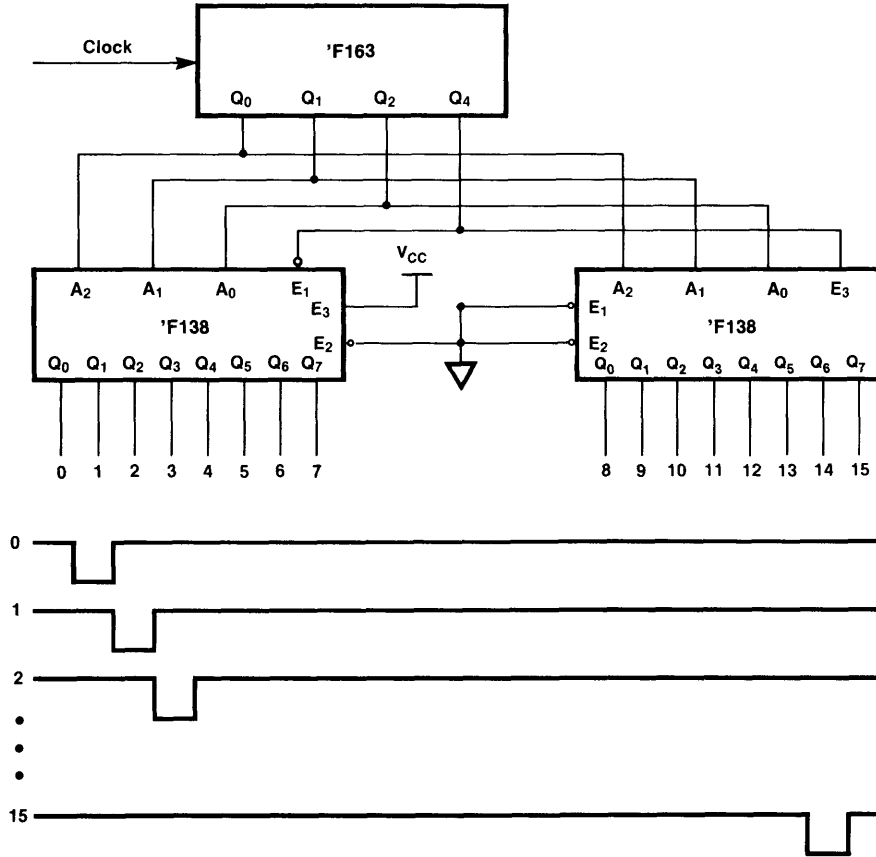 Clock
'F163
Q0 Q1 Q2 Q4
VCC
A2 A1 A0 E1
E3
'F138
E2
Q0 Q1 Q2 Q3 Q4 Q5 Q6 Q7
0 1 2 3 4 5 6 7
A2 A1 A0 E3
E1
'F138
E2
Q0 Q1 Q2 Q3 Q4 Q5 Q6 Q7
8 9 10 11 12 13 14 15
0
1
2
15